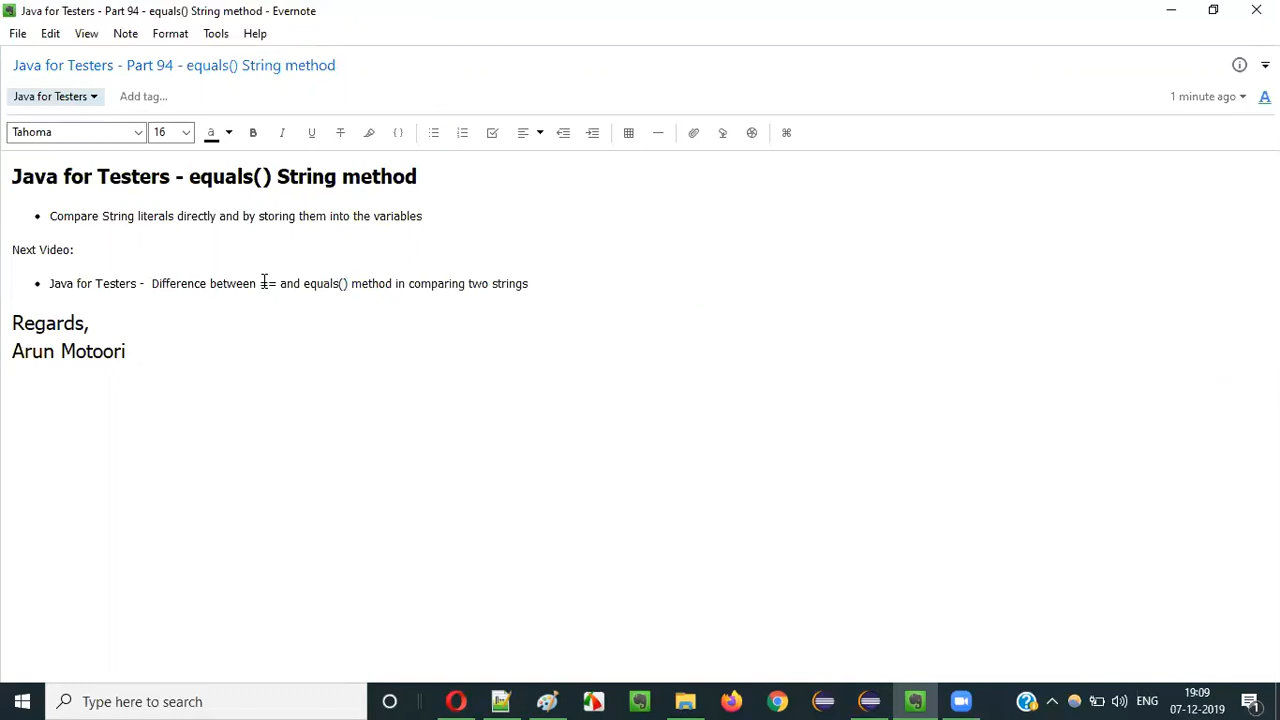 Java for Testers - Part 94 - equals() String method - Evernote
File Edit View Note Format Tools Help
Java for Testers - Part 94 - equals() String method
Java for Testers Add tag... 1 minute ago
Tahoma 16
Java for Testers - equals() String method
• Compare String literals directly and by storing them into the variables
Next Video:
• Java for Testers - Difference between == and equals() method in comparing two strings
Regards,
Arun Motoori
Type here to search
ENG
19:09
07-12-2019